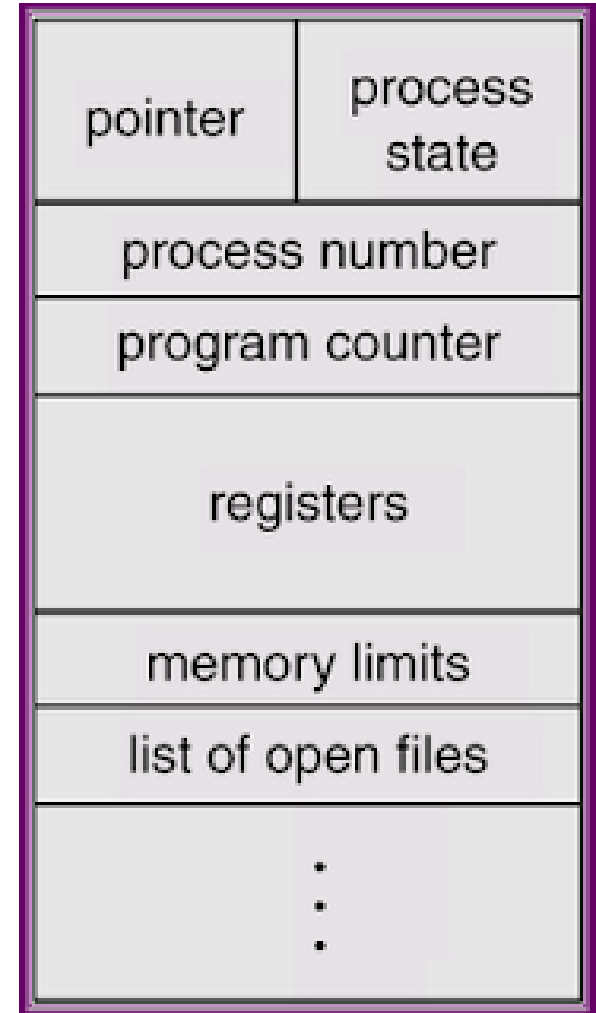 pointer
process
state
process number
program counter
registers
memory limits
list of open files
.
.
.